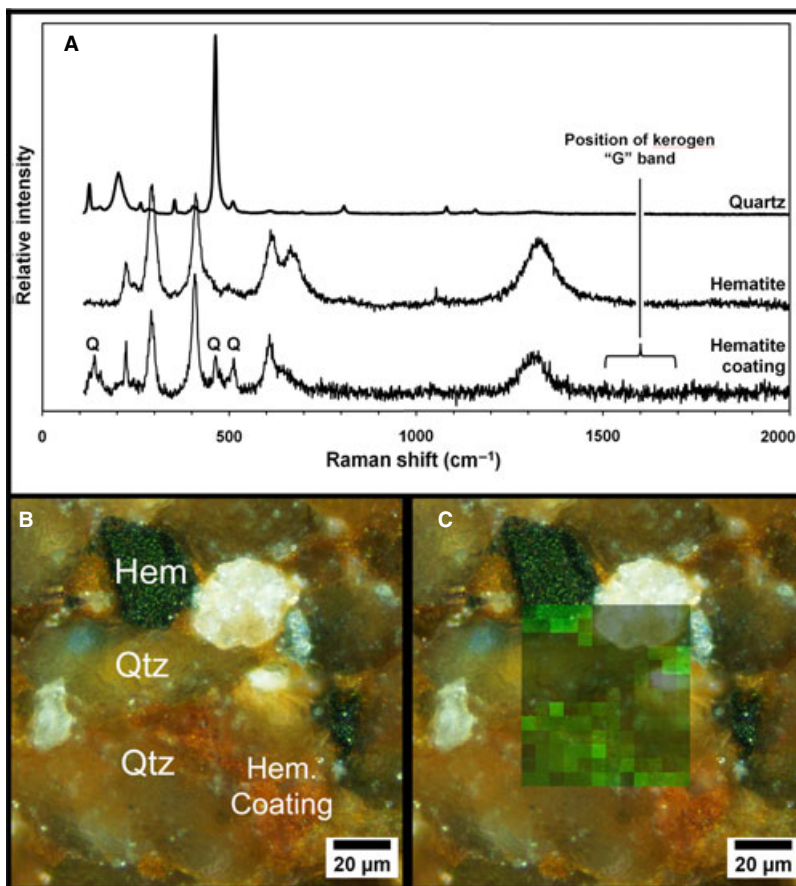 A
Relative intensity
Position of kerogen
“G” band
Quartz
Hematite
Q
Q
Q
Hematite
coating
0
500
1000
1500
2000
Raman shift (cm⁻¹)
B
Hem
Qtz
Qtz
Hem.
Coating
20 µm
C
20 µm